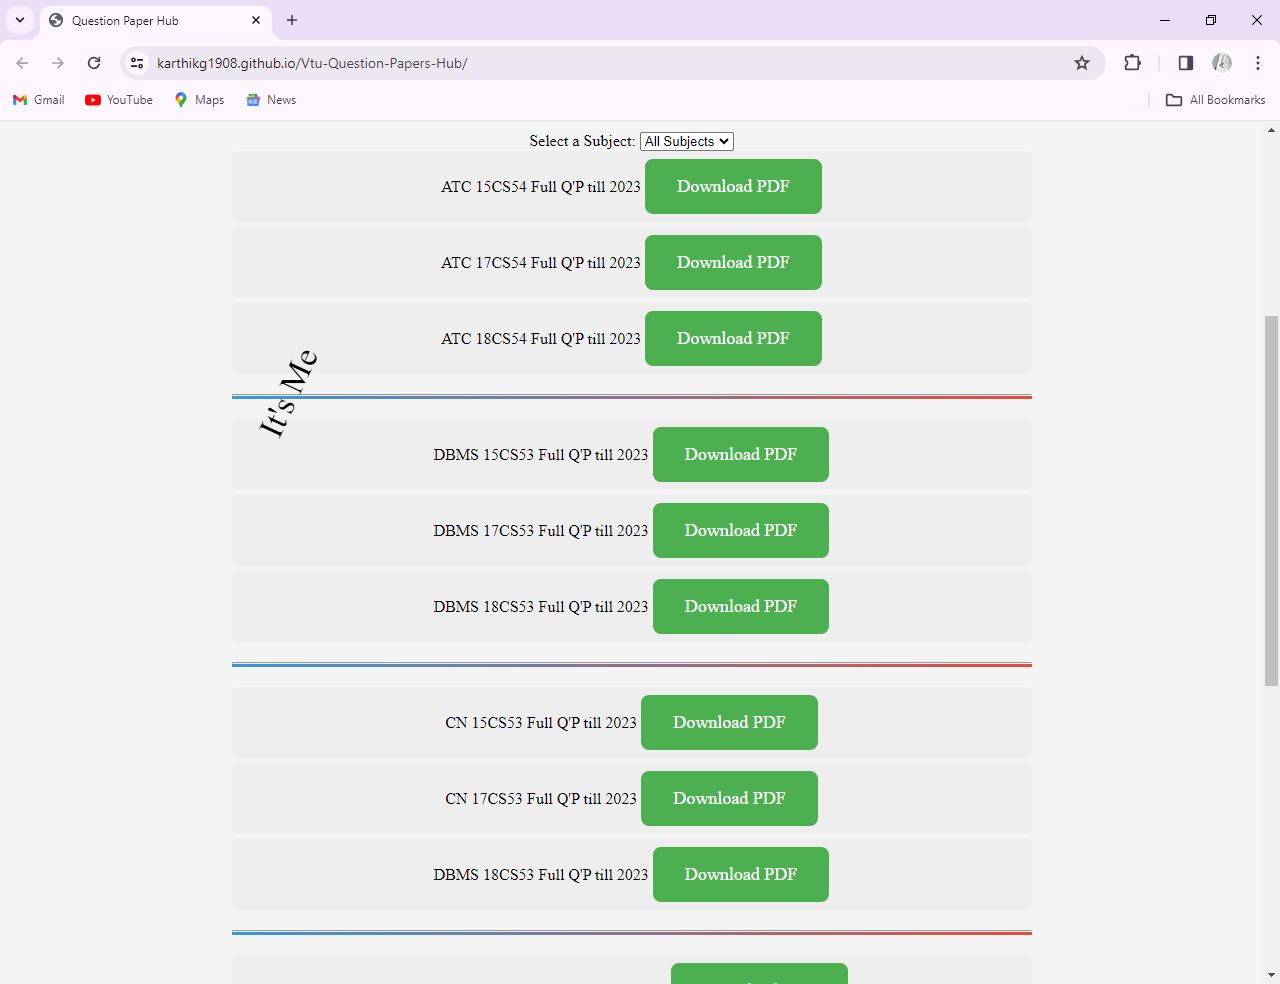 Question Paper Hub
karthikg1908.github.io/Vtu-Question-Papers-Hub/
Gmail YouTube Maps News All Bookmarks
Select a Subject: All Subjects
ATC 15CS54 Full Q'P till 2023 Download PDF
ATC 17CS54 Full Q'P till 2023 Download PDF
ATC 18CS54 Full Q'P till 2023 Download PDF
It's Me
DBMS 15CS53 Full Q'P till 2023 Download PDF
DBMS 17CS53 Full Q'P till 2023 Download PDF
DBMS 18CS53 Full Q'P till 2023 Download PDF
CN 15CS53 Full Q'P till 2023 Download PDF
CN 17CS53 Full Q'P till 2023 Download PDF
DBMS 18CS53 Full Q'P till 2023 Download PDF